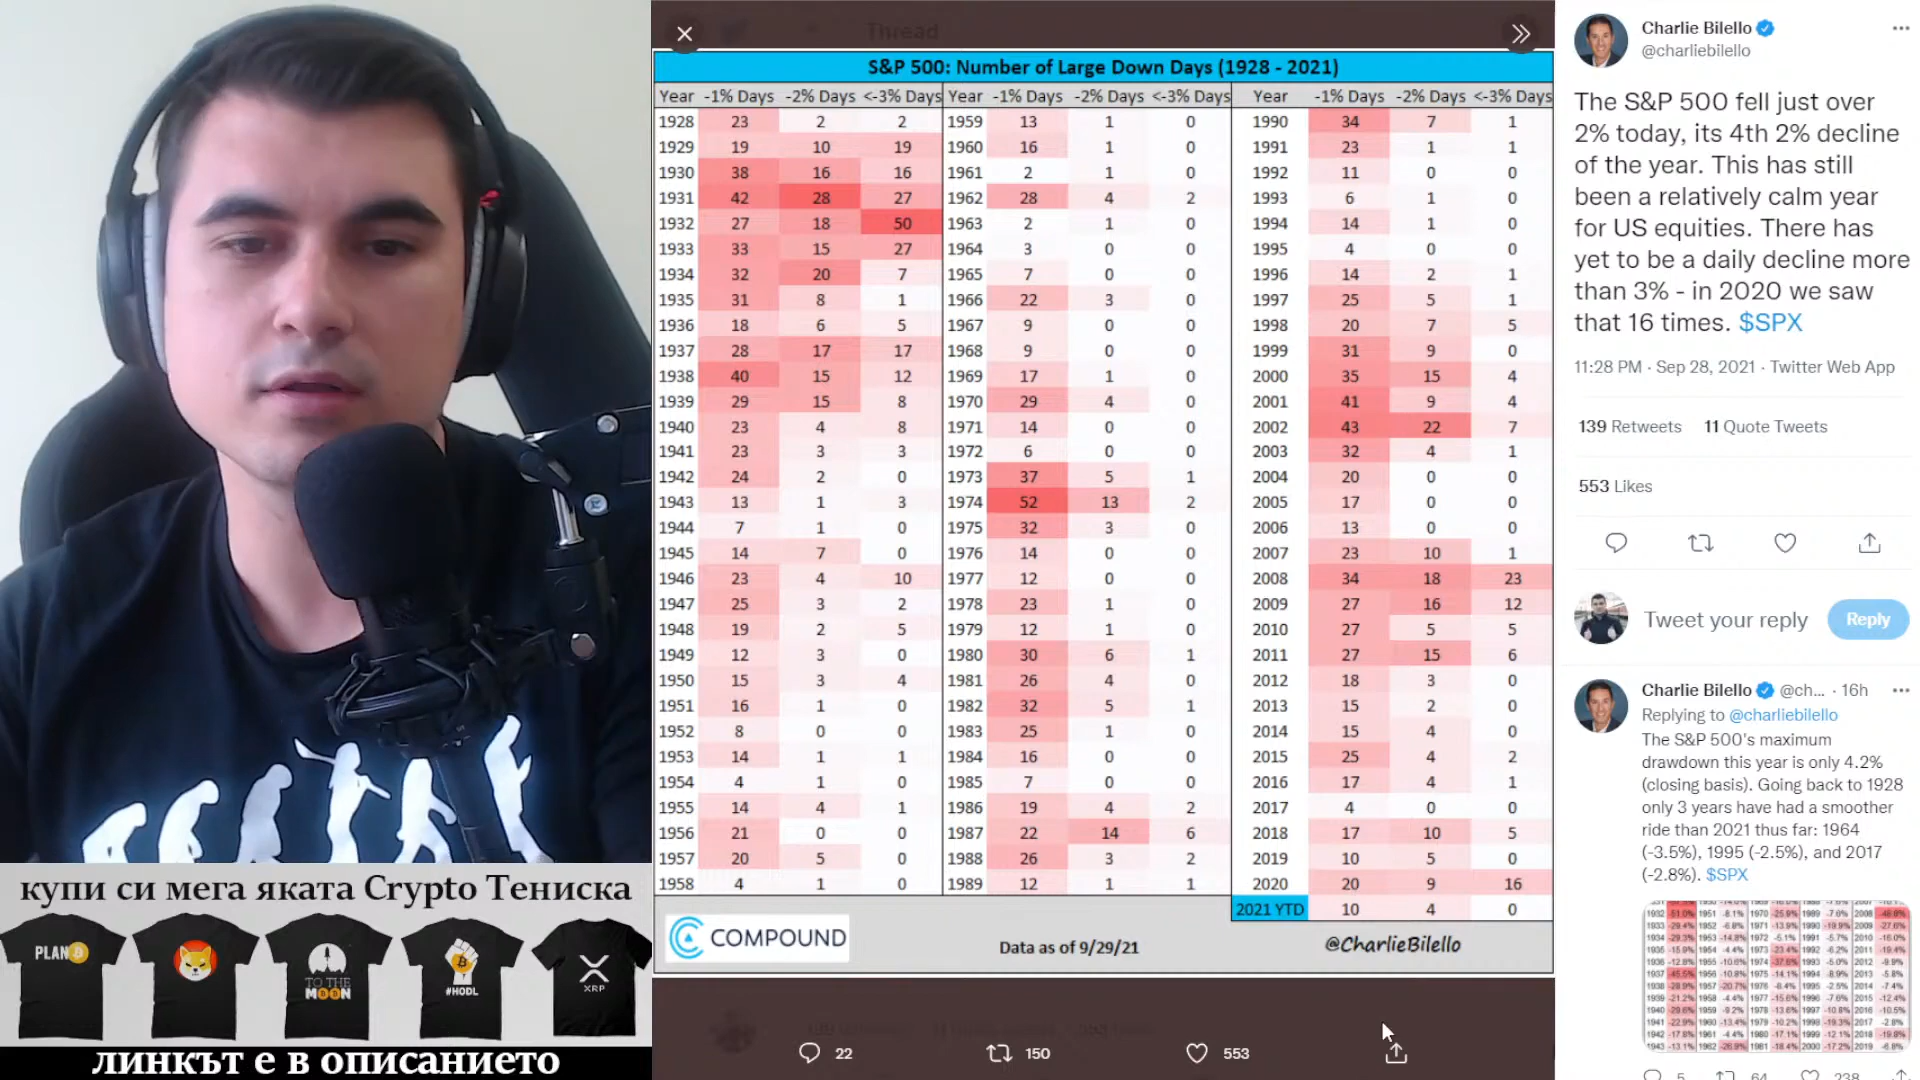 Thread
S&P 500: Number of Large Down Days (1928 - 2021)
Year -1% Days -2% Days <-3% Days Year -1% Days -2% Days <-3% Days Year -1% Days -2% Days <-3% Days
1928 23 2 2 1959 13 1 0 1990 34 7 1
1929 19 10 19 1960 16 1 0 1991 23 1 1
1930 38 16 16 1961 2 1 0 1992 11 0 0
1931 42 28 27 1962 28 4 2 1993 6 1 0
1932 27 18 50 1963 2 1 0 1994 14 1 0
1933 33 15 27 1964 3 0 0 1995 4 0 0
1934 32 20 7 1965 7 0 0 1996 14 2 1
1935 31 8 1 1966 22 3 0 1997 25 5 1
1936 18 6 5 1967 9 0 0 1998 20 7 5
1937 28 17 17 1968 9 0 0 1999 31 9 0
1938 40 15 12 1969 17 1 0 2000 35 15 4
1939 29 15 8 1970 29 4 0 2001 41 9 4
1940 23 4 8 1971 14 0 0 2002 43 22 7
1941 23 3 3 1972 6 0 0 2003 32 4 1
1942 24 2 0 1973 37 5 1 2004 20 0 0
1943 13 1 3 1974 52 13 2 2005 17 0 0
1944 7 1 0 1975 32 3 0 2006 13 0 0
1945 14 7 0 1976 14 0 0 2007 23 10 1
1946 23 4 10 1977 12 0 0 2008 34 18 23
1947 25 3 2 1978 23 1 0 2009 27 16 12
1948 19 2 5 1979 12 1 0 2010 27 5 5
1949 12 3 0 1980 30 6 1 2011 27 15 6
1950 15 3 4 1981 26 4 0 2012 18 3 0
1951 16 1 0 1982 32 5 1 2013 15 2 0
1952 8 0 0 1983 25 1 0 2014 15 4 0
1953 14 1 1 1984 16 0 0 2015 25 4 2
1954 4 1 0 1985 7 0 0 2016 17 4 1
1955 14 4 1 1986 19 4 2 2017 4 0 0
1956 21 0 0 1987 22 14 6 2018 17 10 5
1957 20 5 0 1988 26 3 2 2019 10 5 0
1958 4 1 0 1989 12 1 1 2020 20 9 16
2021 YTD 10 4 0
COMPOUND
Data as of 9/29/21
@CharlieBilello
22 150 553
Charlie Bilello
@charliebilello
The S&P 500 fell just over
2% today, its 4th 2% decline
of the year. This has still
been a relatively calm year
for US equities. There has
yet to be a daily decline more
than 3% - in 2020 we saw
that 16 times. $SPX
11:28 PM · Sep 28, 2021 · Twitter Web App
139 Retweets 11 Quote Tweets
553 Likes
Tweet your reply
Reply
Charlie Bilello @ch... · 16h
Replying to @charliebilello
The S&P 500's maximum
drawdown this year is only 4.2%
(closing basis). Going back to 1928
only 3 years have had a smoother
ride than 2021 thus far: 1964
(-3.5%), 1995 (-2.5%), and 2017
(-2.8%). $SPX
5 64 238
купи си мега яката Crypto Тениска
PLAN B
TO THE
MOON
#HODL
XRP
линкът е в описанието